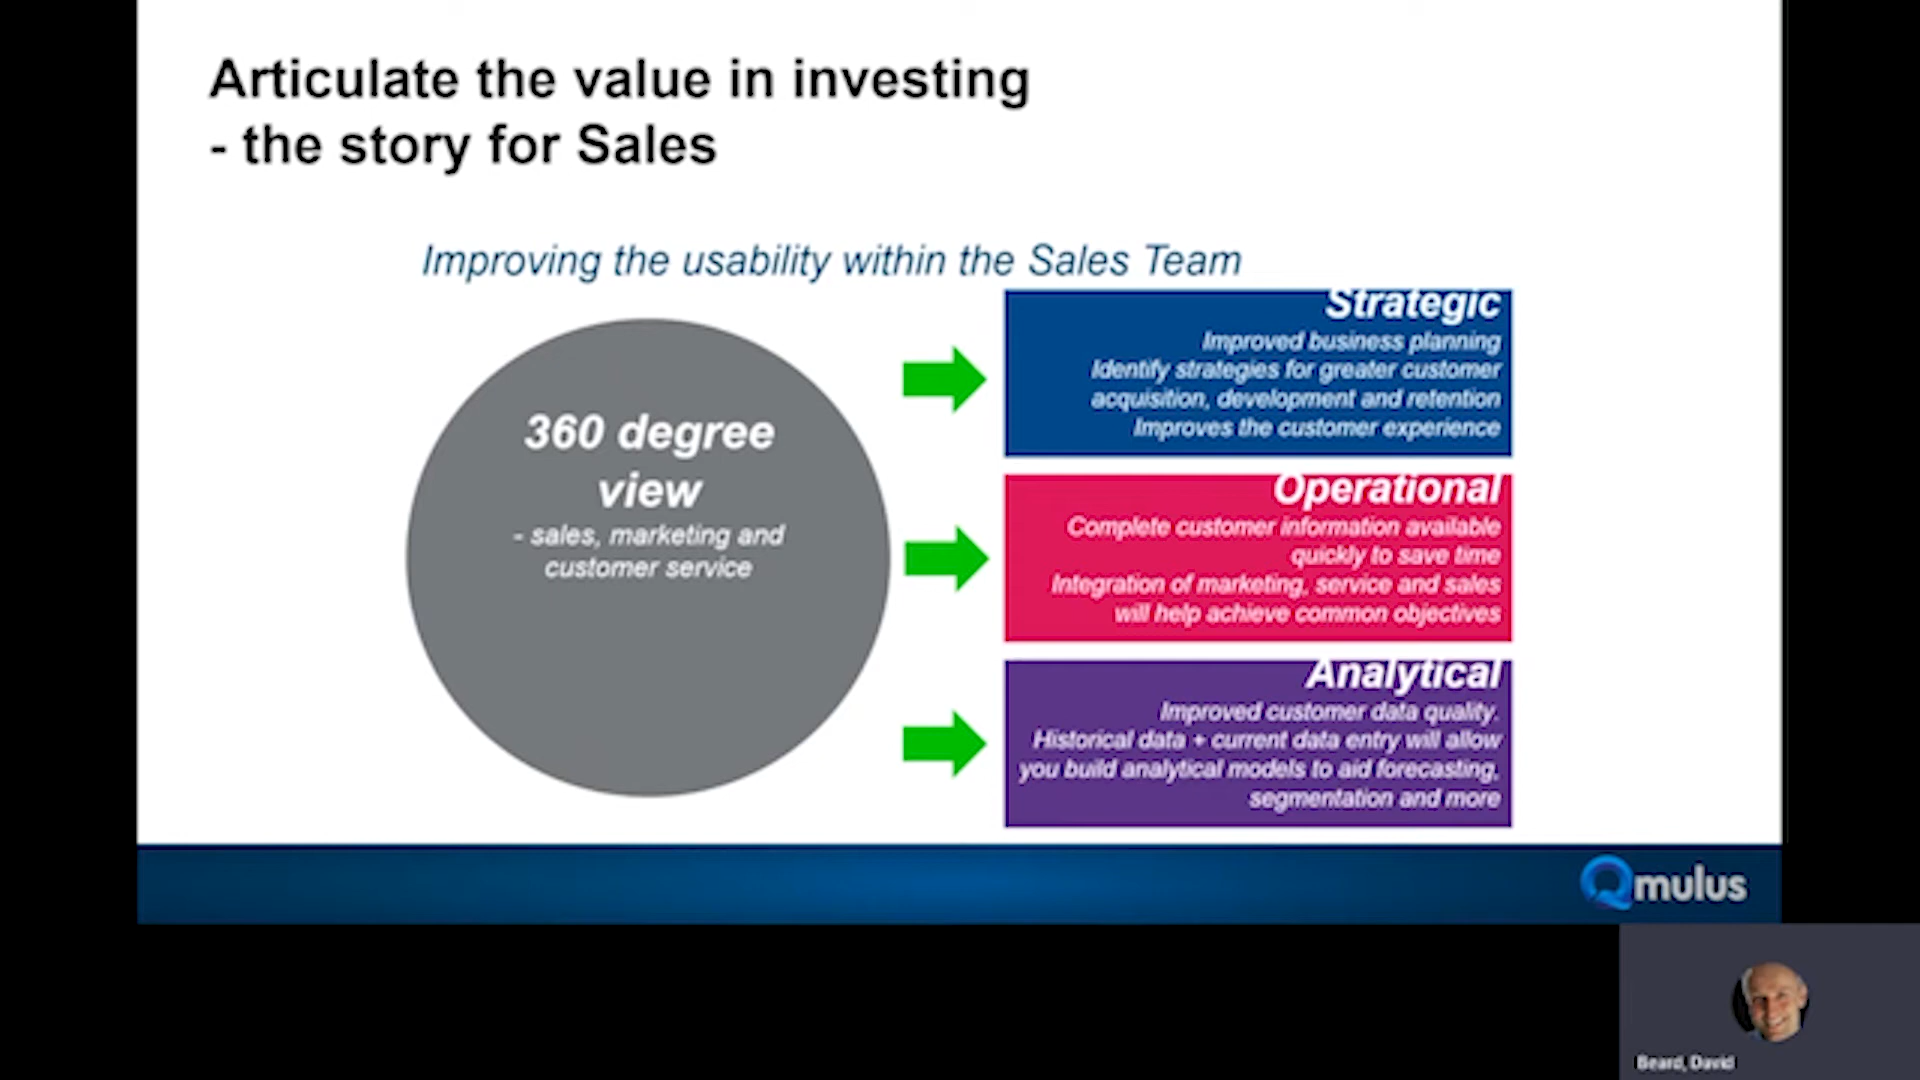 Articulate the value in investing
- the story for Sales
Improving the usability within the Sales Team
360 degree
view
- sales, marketing and
customer service
Strategic
Improved business planning
Identify strategies for greater customer
acquisition, development and retention
Improves the customer experience
Operational
Complete customer information available
quickly to save time
Integration of marketing, service and sales
will help achieve common objectives
Analytical
Improved customer data quality.
Historical data + current data entry will allow
you build analytical models to aid forecasting,
segmentation and more
Qmulus
Beard, David